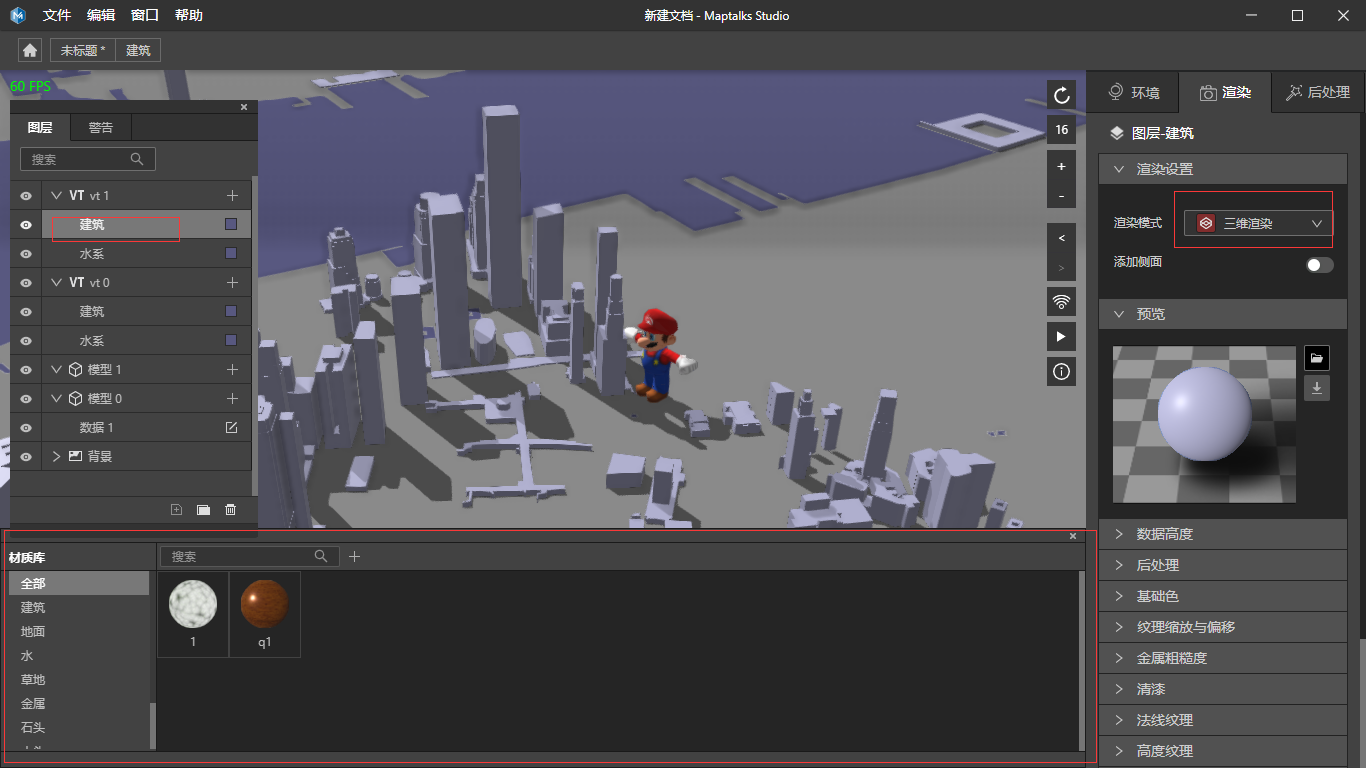 文件 编辑 窗口 帮助
新建文档 - Maptalks Studio
未标题 * 建筑
60 FPS
图层 警告
搜索
VT vt 1
建筑
水系
VT vt 0
建筑
水系
模型 1
模型 0
数据 1
背景
16
+
-
<
>
环境 渲染 后处理
图层-建筑
渲染设置
渲染模式 三维渲染
添加侧面
预览
数据高度
后处理
基础色
纹理缩放与偏移
金属粗糙度
清漆
法线纹理
高度纹理
材质库
搜索
全部
建筑
地面
水
草地
金属
石头
1
q1